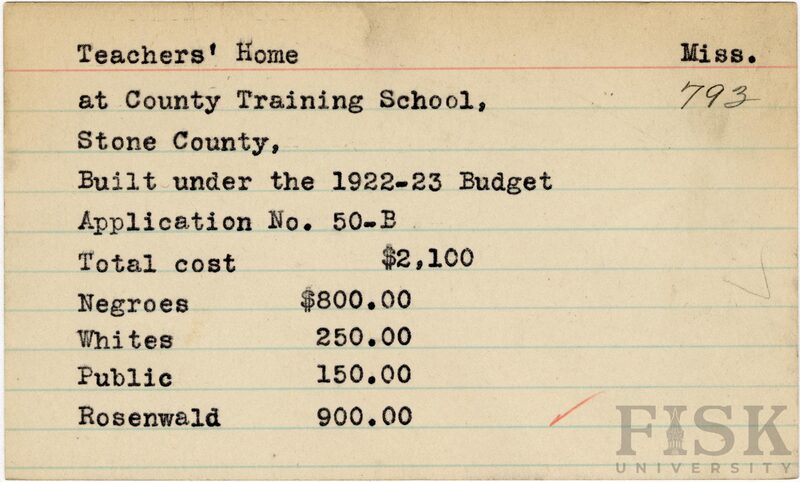 Teachers' Home Miss.
at County Training School, 793
Stone County,
Built under the 1922-23 Budget
Application No. 50-B
Total cost $2,100
Negroes $800.00
Whites 250.00
Public 150.00
Rosenwald 900.00
FISK
UNIVERSITY